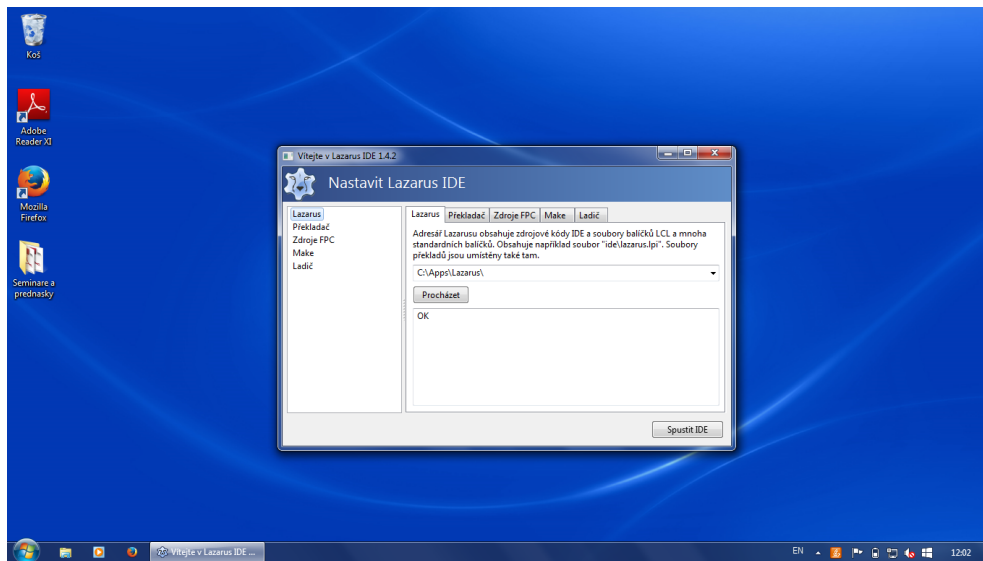 Koš
Adobe
Reader XI
Mozilla
Firefox
Seminare a
prednasky
Vítejte v Lazarus IDE 1.4.2
Nastavit Lazarus IDE
Lazarus
Překladač
Zdroje FPC
Make
Ladič
Lazarus Překladač Zdroje FPC Make Ladič
Adresář Lazarusu obsahuje zdrojové kódy IDE a soubory balíčků LCL a mnoha
standardních balíčků. Obsahuje například soubor "ide\lazarus.lpi". Soubory
překladů jsou umístěny také tam.
C:\Apps\Lazarus\
Procházet
OK
Spustit IDE
Vítejte v Lazarus IDE ...
EN
12:02